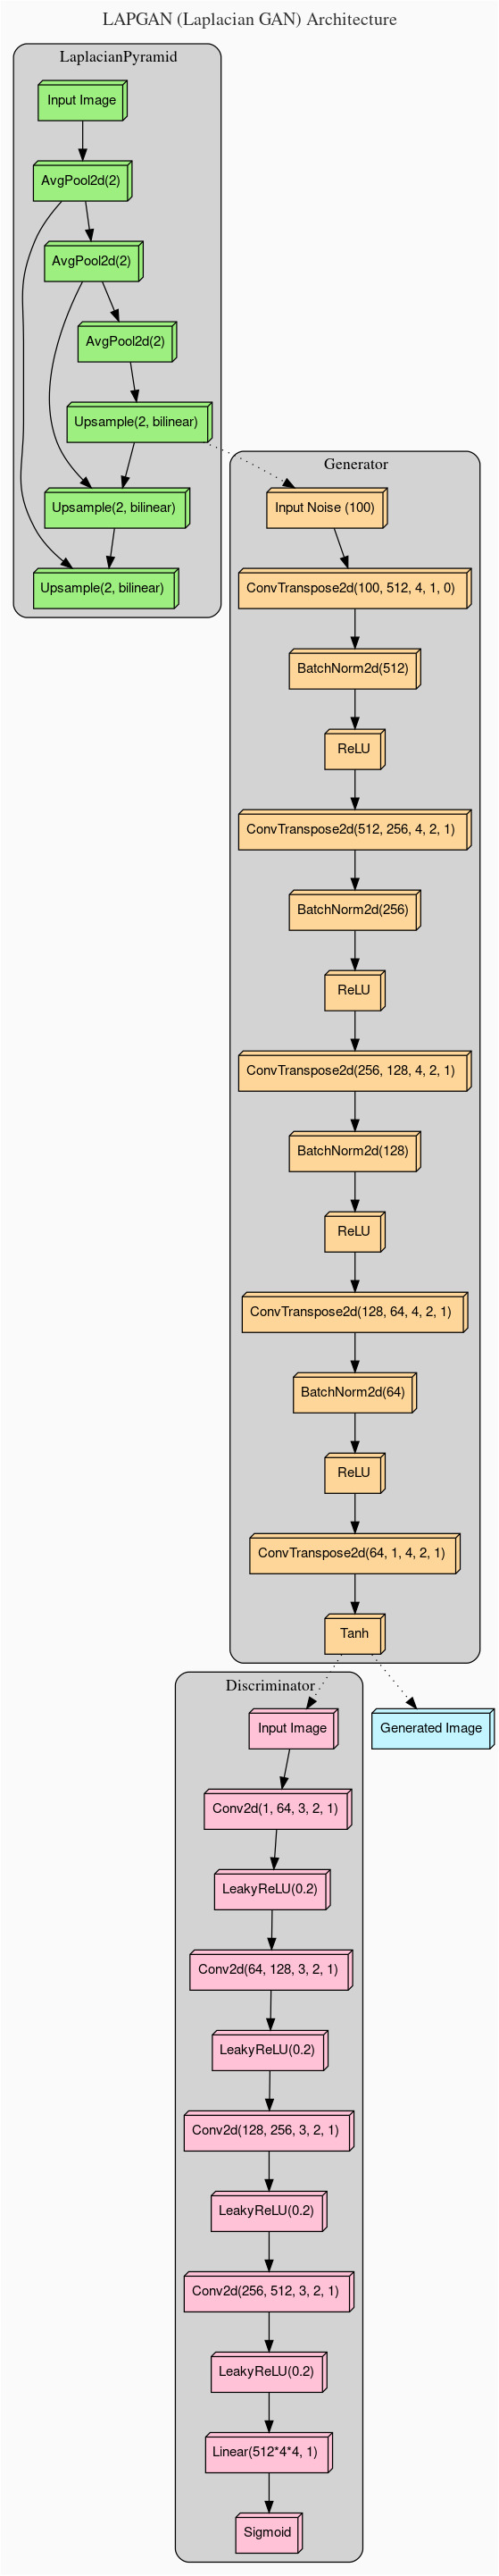 LAPGAN (Laplacian GAN) Architecture
LaplacianPyramid
Input Image
AvgPool2d(2)
AvgPool2d(2)
AvgPool2d(2)
Upsample(2, bilinear)
Upsample(2, bilinear)
Upsample(2, bilinear)
Generator
Input Noise (100)
ConvTranspose2d(100, 512, 4, 1, 0)
BatchNorm2d(512)
ReLU
ConvTranspose2d(512, 256, 4, 2, 1)
BatchNorm2d(256)
ReLU
ConvTranspose2d(256, 128, 4, 2, 1)
BatchNorm2d(128)
ReLU
ConvTranspose2d(128, 64, 4, 2, 1)
BatchNorm2d(64)
ReLU
ConvTranspose2d(64, 1, 4, 2, 1)
Tanh
Discriminator
Input Image
Generated Image
Conv2d(1, 64, 3, 2, 1)
LeakyReLU(0.2)
Conv2d(64, 128, 3, 2, 1)
LeakyReLU(0.2)
Conv2d(128, 256, 3, 2, 1)
LeakyReLU(0.2)
Conv2d(256, 512, 3, 2, 1)
LeakyReLU(0.2)
Linear(512*4*4, 1)
Sigmoid